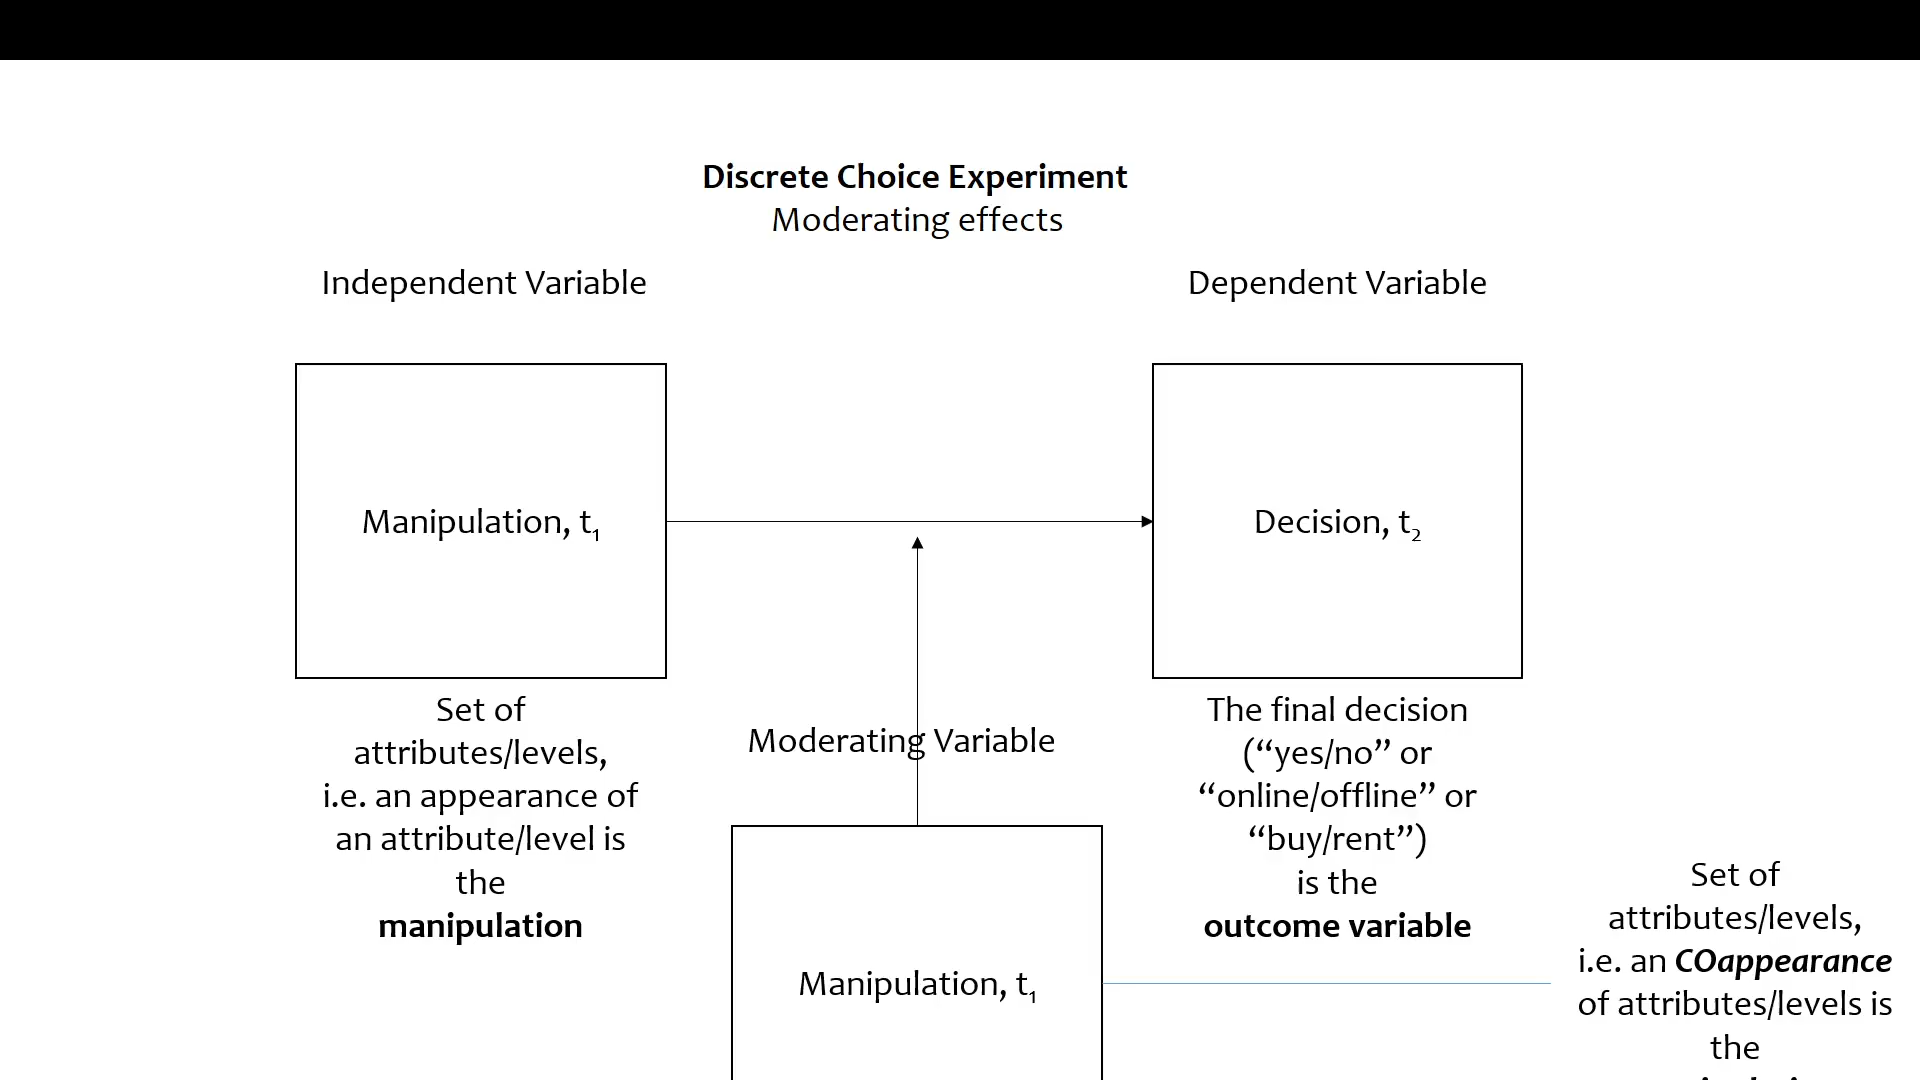 Discrete Choice Experiment
Moderating effects
Independent Variable
Dependent Variable
Manipulation, t₁
Decision, t₂
Set of
attributes/levels,
i.e. an appearance of
an attribute/level is
the
manipulation
Moderating Variable
The final decision
(“yes/no” or
“online/offline” or
“buy/rent”)
is the
outcome variable
Manipulation, t₁
Set of
attributes/levels,
i.e. an COappearance
of attributes/levels is
the